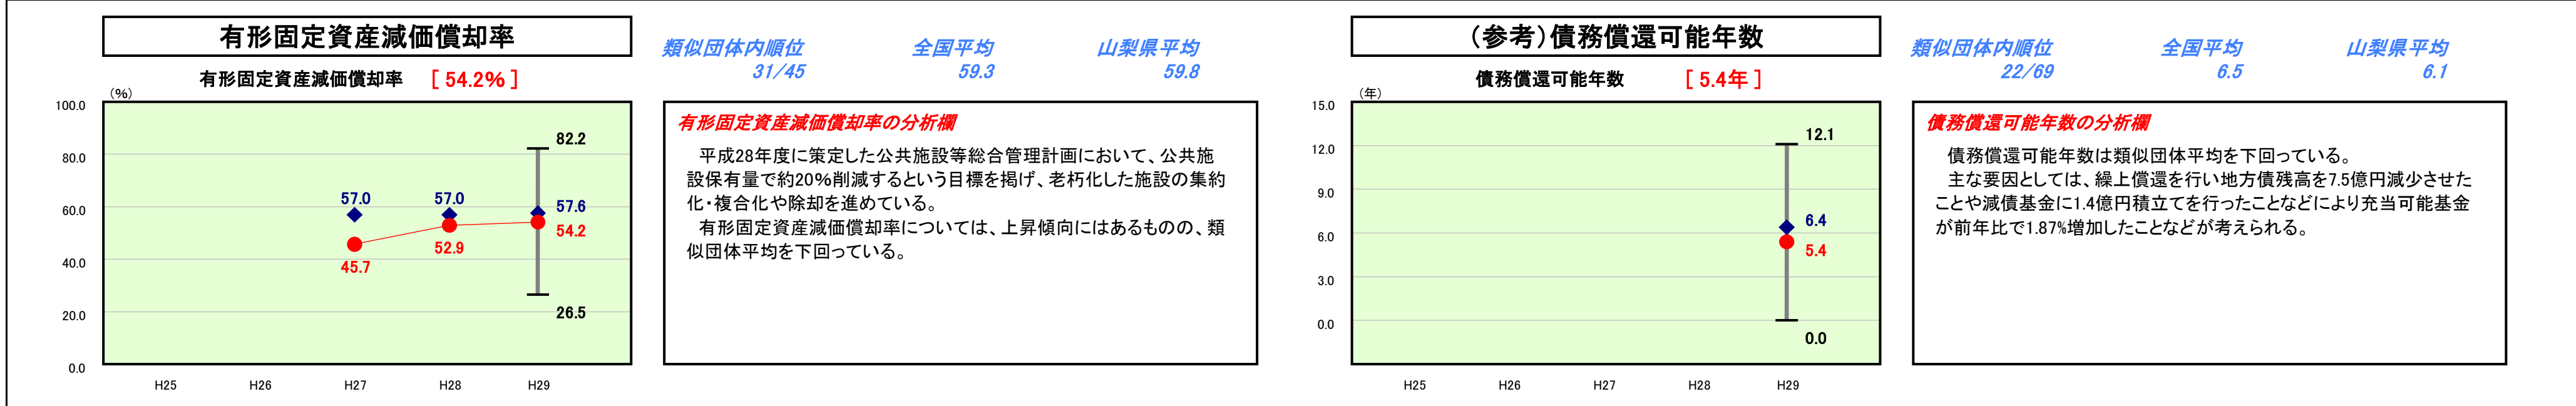 有形固定資産減価償却率
有形固定資産減価償却率 [ 54.2% ]
類似団体内順位 全国平均 山梨県平均
31/45 59.3 59.8
(%)
100.0
80.0
60.0
40.0
20.0
0.0
82.2
57.0 57.0 57.6
45.7 52.9 54.2
26.5
H25 H26 H27 H28 H29
有形固定資産減価償却率の分析欄
平成28年度に策定した公共施設等総合管理計画において、公共施
設保有量で約20%削減するという目標を掲げ、老朽化した施設の集約
化・複合化や除却を進めている。
有形固定資産減価償却率については、上昇傾向にはあるものの、類
似団体平均を下回っている。
(参考)債務償還可能年数
債務償還可能年数 [ 5.4年 ]
類似団体内順位 全国平均 山梨県平均
22/69 6.5 6.1
(年)
15.0
12.0
9.0
6.0
3.0
0.0
12.1
6.4
5.4
0.0
H25 H26 H27 H28 H29
債務償還可能年数の分析欄
債務償還可能年数は類似団体平均を下回っている。
主な要因としては、繰上償還を行い地方債残高を7.5億円減少させた
ことや減債基金に1.4億円積立てを行ったことなどにより充当可能基金
が前年比で1.87%増加したことなどが考えられる。